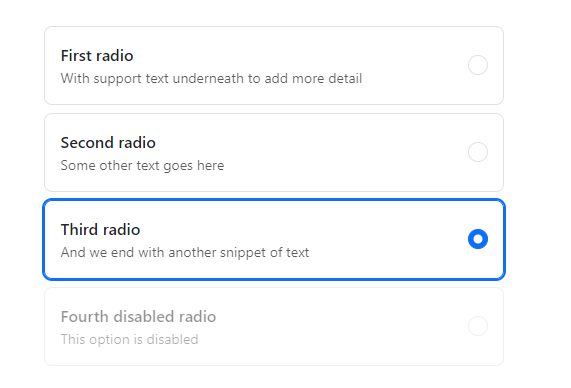 First radio
With support text underneath to add more detail
Second radio
Some other text goes here
Third radio
And we end with another snippet of text
Fourth disabled radio
This option is disabled